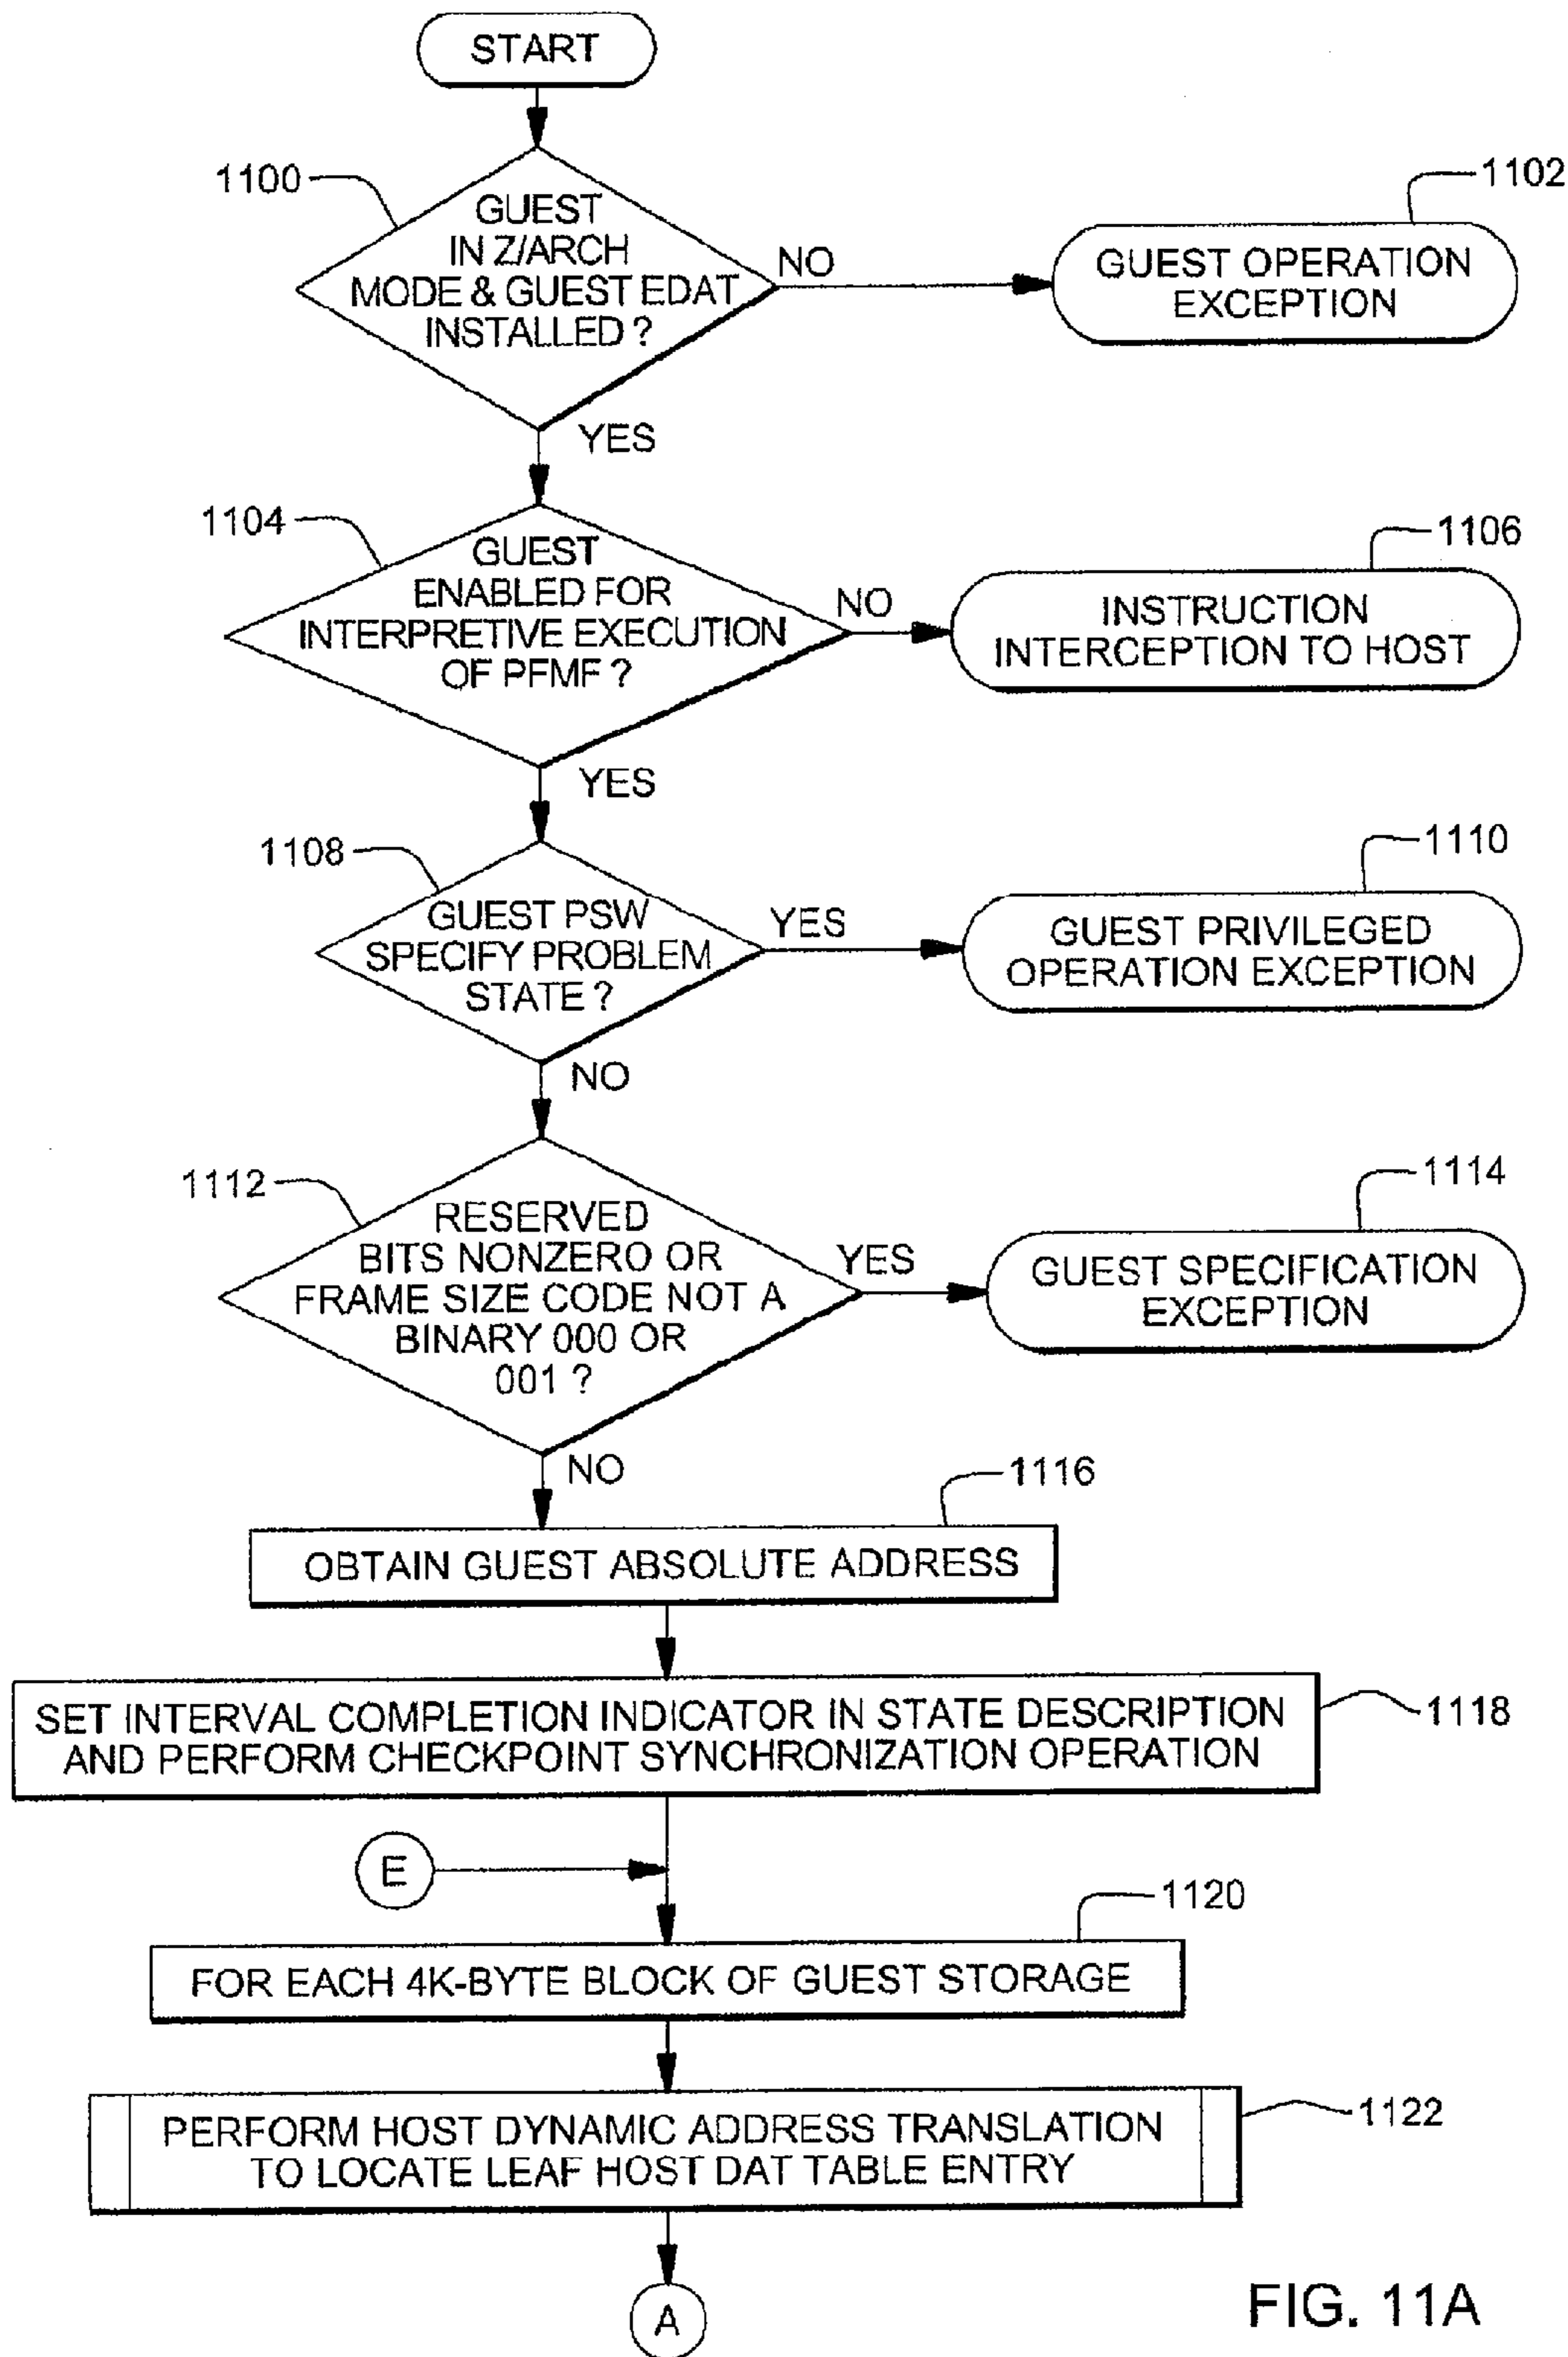 START
1100
GUEST
IN Z/ARCH
MODE & GUEST EDAT
INSTALLED ?
NO
1102
GUEST OPERATION
EXCEPTION
YES
1104
GUEST
ENABLED FOR
INTERPRETIVE EXECUTION
OF PFMF ?
NO
1106
INSTRUCTION
INTERCEPTION TO HOST
YES
1108
GUEST PSW
SPECIFY PROBLEM
STATE ?
YES
1110
GUEST PRIVILEGED
OPERATION EXCEPTION
NO
1112
RESERVED
BITS NONZERO OR
FRAME SIZE CODE NOT A
BINARY 000 OR
001 ?
YES
1114
GUEST SPECIFICATION
EXCEPTION
NO
1116
OBTAIN GUEST ABSOLUTE ADDRESS
SET INTERVAL COMPLETION INDICATOR IN STATE DESCRIPTION
AND PERFORM CHECKPOINT SYNCHRONIZATION OPERATION
1118
E
1120
FOR EACH 4K-BYTE BLOCK OF GUEST STORAGE
PERFORM HOST DYNAMIC ADDRESS TRANSLATION
TO LOCATE LEAF HOST DAT TABLE ENTRY
1122
A
FIG. 11A